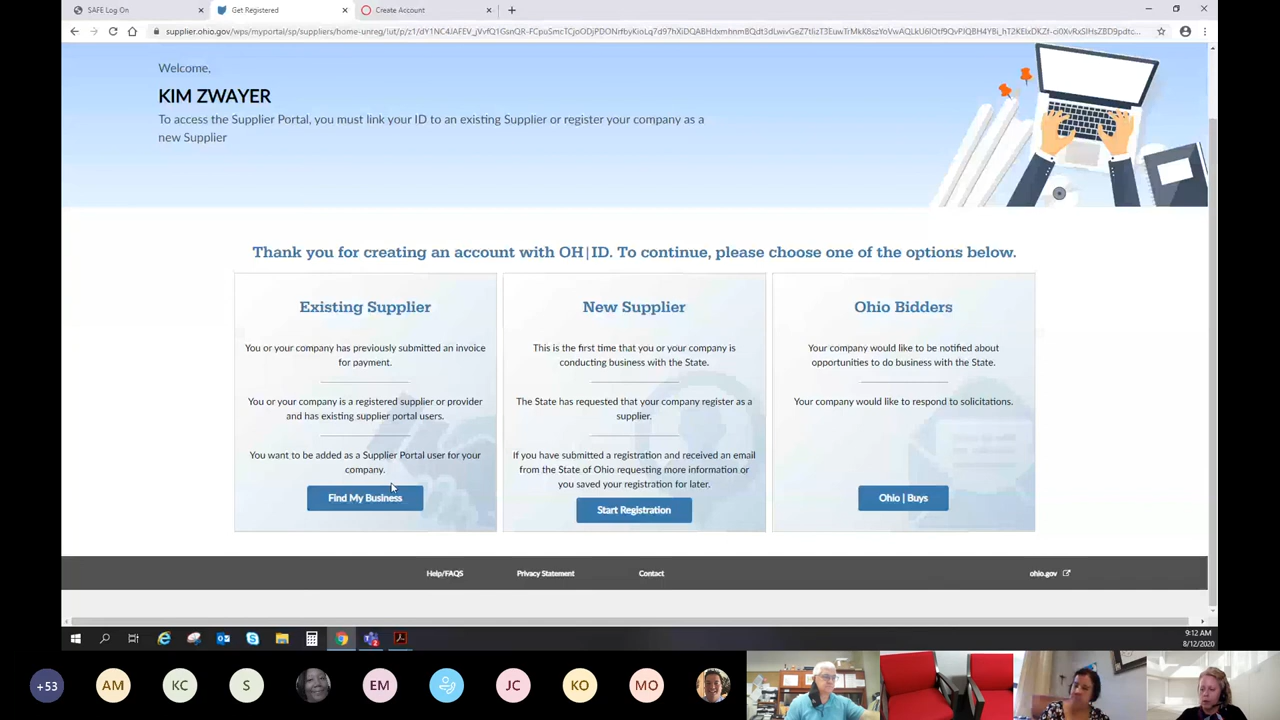 SAFE Log On
Get Registered
Create Account
Welcome,
KIM ZWAYER
To access the Supplier Portal, you must link your ID to an existing Supplier or register your company as a
new Supplier
Thank you for creating an account with OH|ID. To continue, please choose one of the options below.
Existing Supplier
You or your company has previously submitted an invoice
for payment.
You or your company is a registered supplier or provider
and has existing supplier portal users.
You want to be added as a Supplier Portal user for your
company.
Find My Business
New Supplier
This is the first time that you or your company is
conducting business with the State.
The State has requested that your company register as a
supplier.
If you have submitted a registration and received an email
from the State of Ohio requesting more information or
you saved your registration for later.
Start Registration
Ohio Bidders
Your company would like to be notified about
opportunities to do business with the State.
Your company would like to respond to solicitations.
Ohio | Buys
Help/FAQS
Privacy Statement
Contact
ohio.gov
9:12 AM
8/12/2020
+53
AM
KC
S
EM
JC
KO
MO